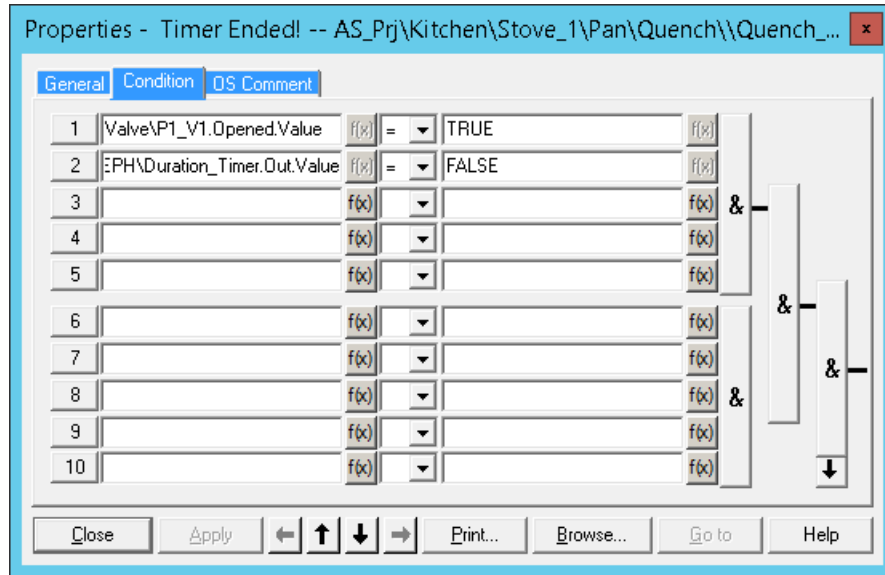 Properties - Timer Ended! -- AS_Prj\Kitchen\Stove_1\Pan\Quench\\Quench_... x
General Condition OS Comment
1 Valve\P1_V1.Opened.Value f(x) = TRUE f(x)
2 EPH\Duration_Timer.Out.Value f(x) = FALSE f(x)
3 f(x) f(x) &
4 f(x) f(x)
5 f(x) f(x)
&
6 f(x) f(x)
7 f(x) f(x) &
8 f(x) f(x) &
9 f(x) f(x)
10 f(x) f(x)
Close Apply Print... Browse... Go to Help